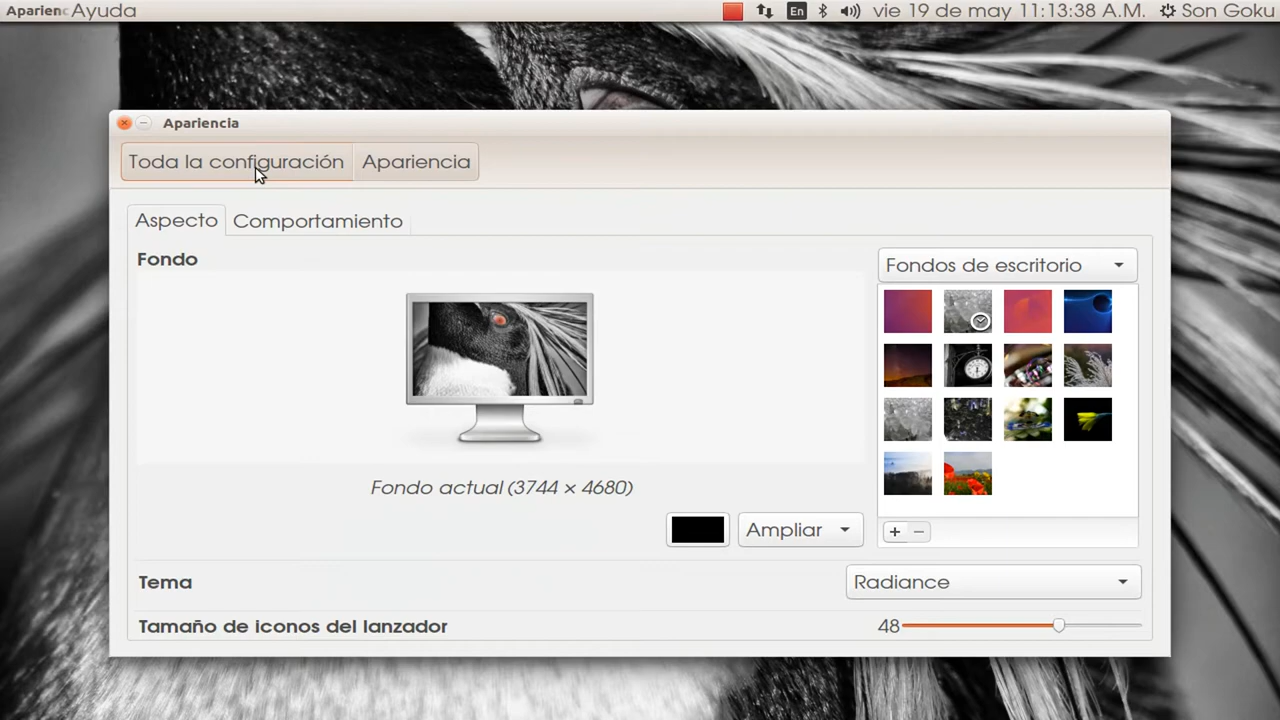 Apariencia Ayuda
En vie 19 de may 11:13:38 A.M. Son Goku
Apariencia
Toda la configuración Apariencia
Aspecto Comportamiento
Fondo
Fondos de escritorio
Fondo actual (3744 × 4680)
Ampliar
+ −
Tema
Radiance
Tamaño de iconos del lanzador
48